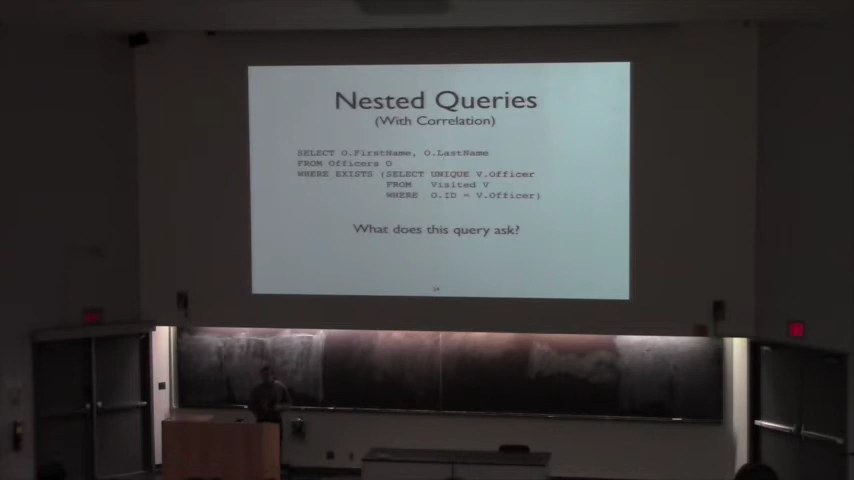 Nested Queries
(With Correlation)
SELECT O.FirstName, O.LastName
FROM Officers O
WHERE EXISTS (SELECT UNIQUE V.Officer
FROM Visited V
WHERE O.ID = V.Officer)
What does this query ask?